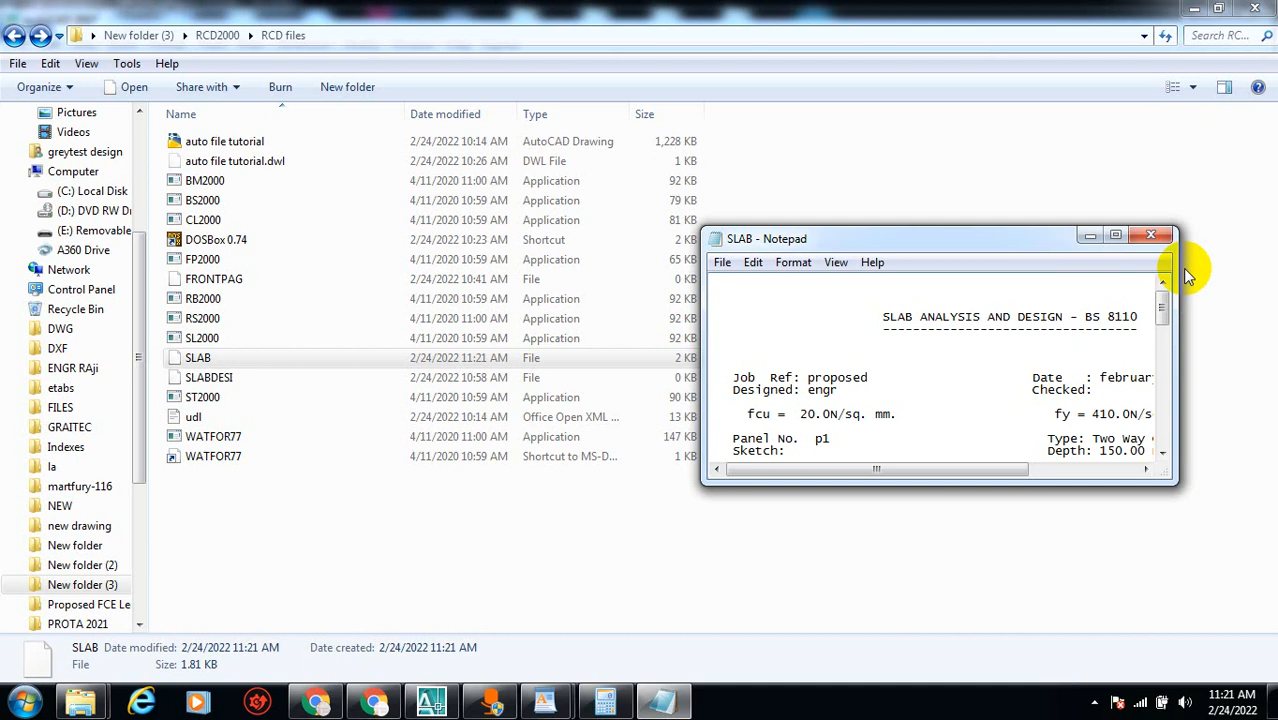 New folder (3) ▸ RCD2000 ▸ RCD files
Search RC...
File Edit View Tools Help
Organize Open Share with Burn New folder
Name Date modified Type Size
auto file tutorial 2/24/2022 10:14 AM AutoCAD Drawing 1,228 KB
auto file tutorial.dwl 2/24/2022 10:26 AM DWL File 1 KB
BM2000 4/11/2020 11:00 AM Application 92 KB
BS2000 4/11/2020 10:59 AM Application 79 KB
CL2000 4/11/2020 10:59 AM Application 81 KB
DOSBox 0.74 2/24/2022 10:23 AM Shortcut 2 KB
FP2000 4/11/2020 10:59 AM Application 65 KB
FRONTPAG 2/24/2022 10:41 AM File 0 KB
RB2000 4/11/2020 10:59 AM Application 92 KB
RS2000 4/11/2020 10:59 AM Application 92 KB
SL2000 4/11/2020 10:59 AM Application 92 KB
SLAB 2/24/2022 11:21 AM File 2 KB
SLABDESI 2/24/2022 10:58 AM File 0 KB
ST2000 4/11/2020 10:59 AM Application 90 KB
udl 2/24/2022 10:14 AM Office Open XML ... 13 KB
WATFOR77 4/11/2020 11:00 AM Application 147 KB
WATFOR77 4/11/2020 10:59 AM Shortcut to MS-D... 1 KB
Pictures
Videos
greytest design
Computer
(C:) Local Disk
(D:) DVD RW Dr
(E:) Removable
A360 Drive
Network
Control Panel
Recycle Bin
DWG
DXF
ENGR RAji
etabs
FILES
GRAITEC
Indexes
la
martfury-116
NEW
new drawing
New folder
New folder (2)
New folder (3)
Proposed FCE Le
PROTA 2021
SLAB - Notepad
File Edit Format View Help
SLAB ANALYSIS AND DESIGN - BS 8110
-----------------------------------
Job Ref: proposed Date : februar
Designed: engr Checked:
fcu = 20.0N/sq. mm. fy = 410.0N/s
Panel No. p1 Type: Two Way
Sketch: Depth: 150.00
SLAB Date modified: 2/24/2022 11:21 AM Date created: 2/24/2022 11:21 AM
File Size: 1.81 KB
11:21 AM
2/24/2022